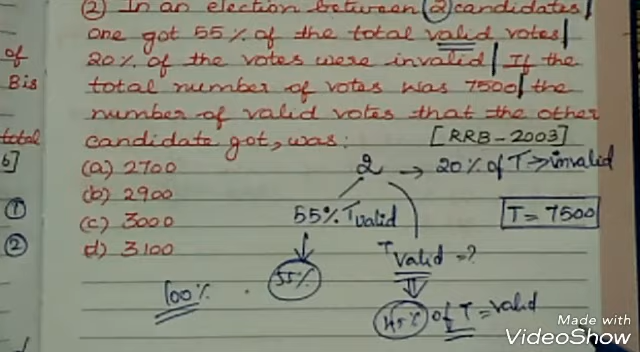 ② In an election between ② candidates/
one got 55% of the total valid votes/
of 20% of the votes were invalid/ If the
Bis total number of votes was 7500/ the
number of valid votes that the other
total candidate got, was: [RRB-2003]
6] (a) 2700 2 → 20% of T → invalid
① (b) 2900 55% Tvalid T = 7500
② (c) 3000 Tvalid = ?
(d) 3100 55%
100% 45% of T = valid
Made with
VideoShow